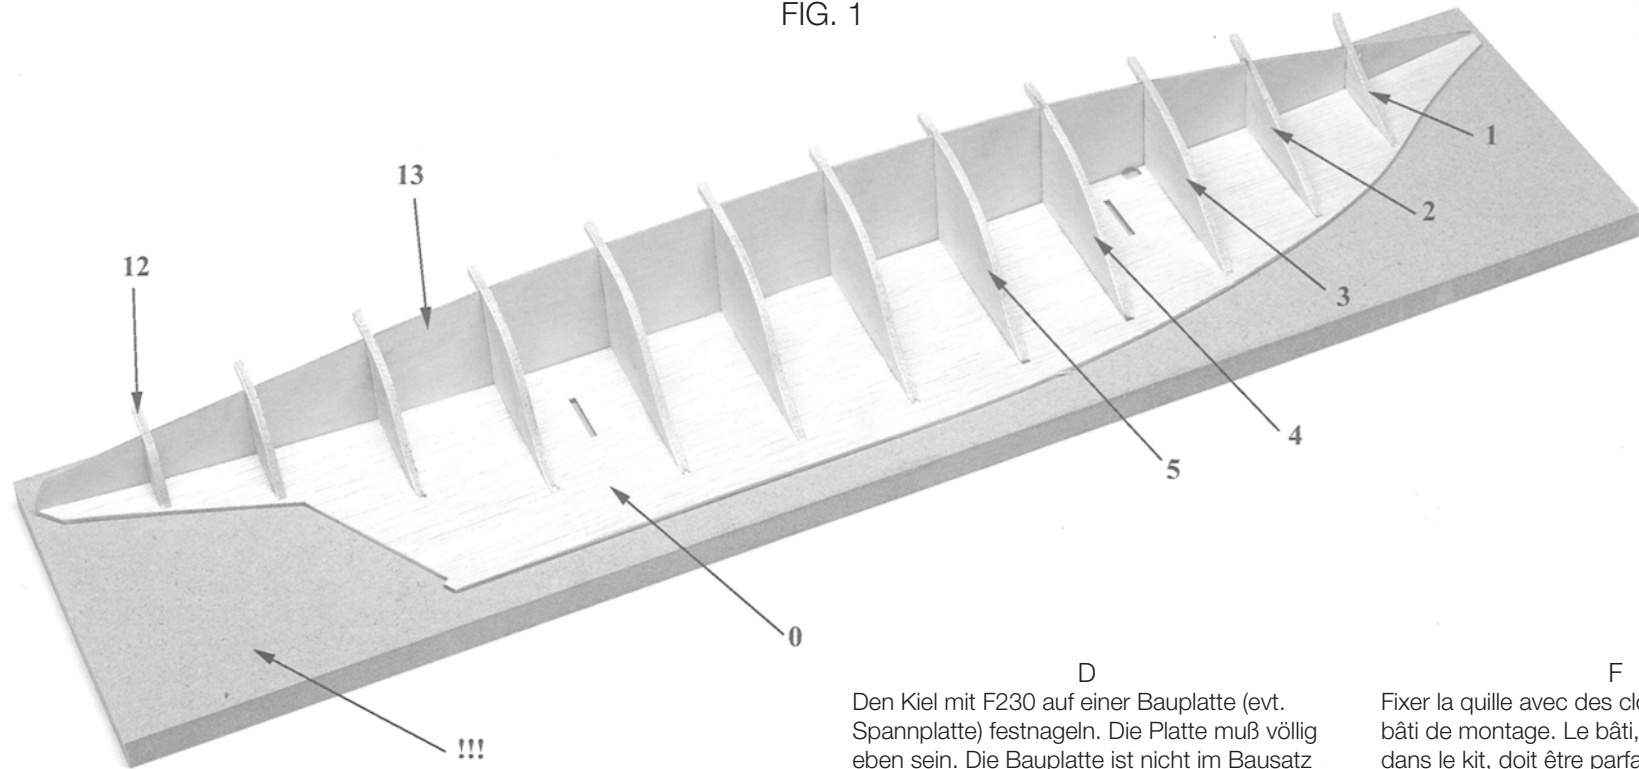 FIG. 1
1
2
3
4
5
13
12
0
!!!
D
Den Kiel mit F230 auf einer Bauplatte (evt.
Spannplatte) festnageln. Die Platte muß völlig
eben sein. Die Bauplatte ist nicht im Bausatz
F
Fixer la quille avec des
bâti de montage. Le bâti,
dans le kit, doit être